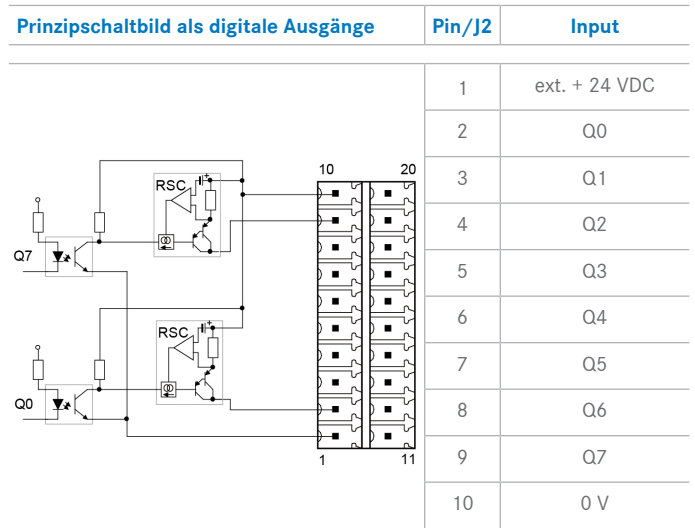 Prinzipschaltbild als digitale Ausgänge Pin/J2 Input
1 ext. + 24 VDC
2 Q0
3 Q1
4 Q2
5 Q3
6 Q4
7 Q5
8 Q6
9 Q7
10 0 V
10 20
RSC
Q7
RSC
Q0
1 11